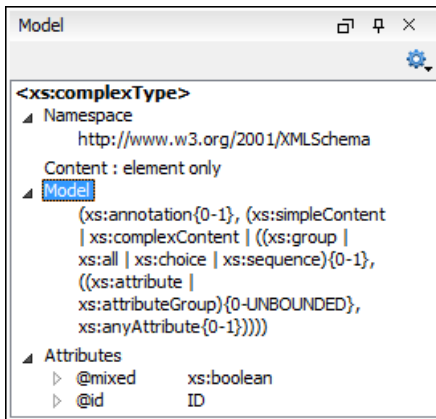 Model
<xs:complexType>
Namespace
http://www.w3.org/2001/XMLSchema
Content : element only
Model
(xs:annotation{0-1}, (xs:simpleContent
| xs:complexContent | ((xs:group |
xs:all | xs:choice | xs:sequence){0-1},
((xs:attribute |
xs:attributeGroup){0-UNBOUNDED},
xs:anyAttribute{0-1}))))
Attributes
@mixed xs:boolean
@id ID